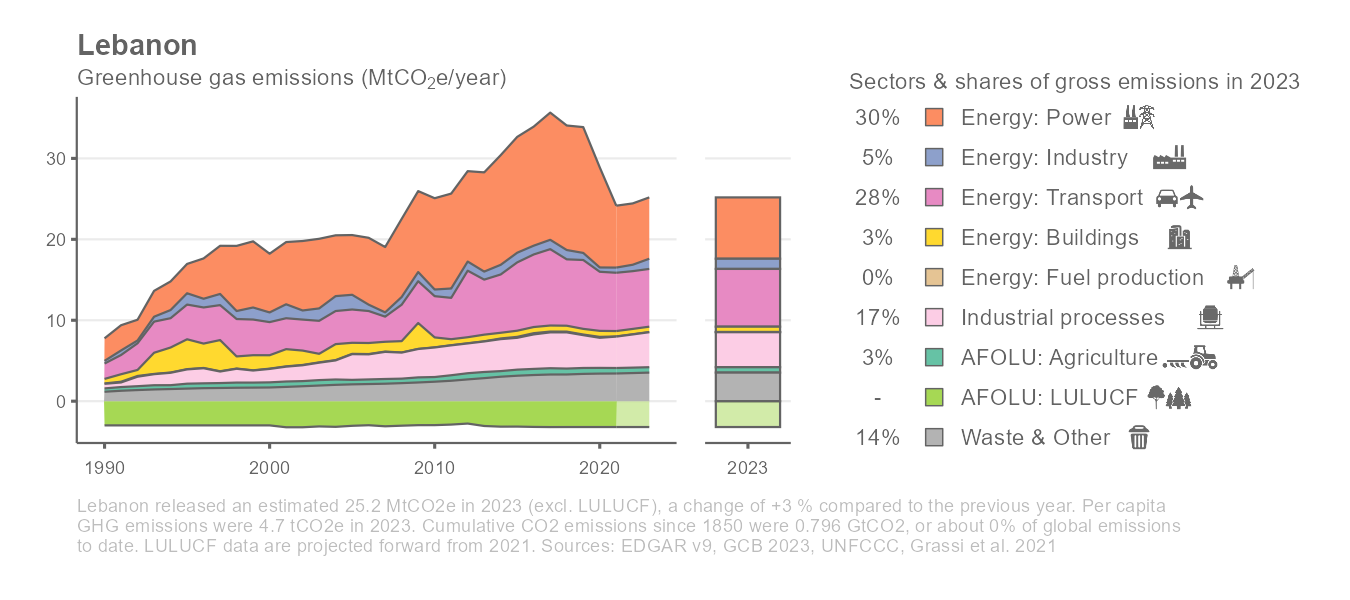 Lebanon
Greenhouse gas emissions (MtCO₂e/year)
30
20
10
0
1990
2000
2010
2020
2023
Sectors & shares of gross emissions in 2023
30% Energy: Power
5% Energy: Industry
28% Energy: Transport
3% Energy: Buildings
0% Energy: Fuel production
17% Industrial processes
3% AFOLU: Agriculture
- AFOLU: LULUCF
14% Waste & Other
Lebanon released an estimated 25.2 MtCO2e in 2023 (excl. LULUCF), a change of +3 % compared to the previous year. Per capita
GHG emissions were 4.7 tCO2e in 2023. Cumulative CO2 emissions since 1850 were 0.796 GtCO2, or about 0% of global emissions
to date. LULUCF data are projected forward from 2021. Sources: EDGAR v9, GCB 2023, UNFCCC, Grassi et al. 2021